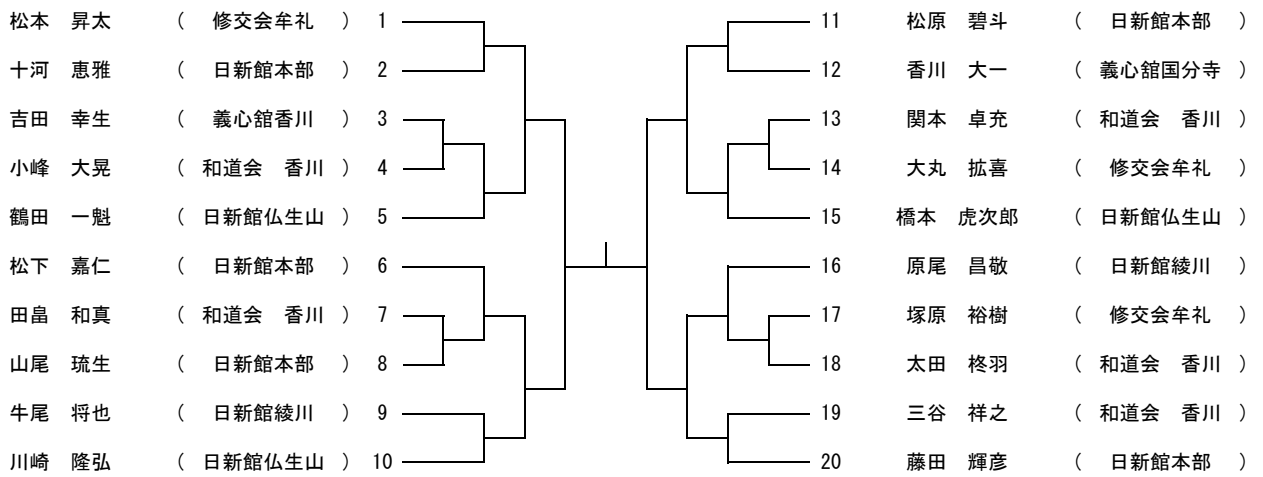 松本　昇太　（　修交会牟礼　）　1　11　松原　碧斗　（　日新館本部　）
十河　恵雅　（　日新館本部　）　2　12　香川　大一　（　義心舘国分寺　）
吉田　幸生　（　義心舘香川　）　3　13　関本　卓充　（　和道会　香川　）
小峰　大晃　（　和道会　香川　）　4　14　大丸　拡喜　（　修交会牟礼　）
鶴田　一魁　（　日新館仏生山　）　5　15　橋本　虎次郎　（　日新館仏生山　）
松下　嘉仁　（　日新館本部　）　6　16　原尾　昌敬　（　日新館綾川　）
田畠　和真　（　和道会　香川　）　7　17　塚原　裕樹　（　修交会牟礼　）
山尾　琉生　（　日新館本部　）　8　18　太田　柊羽　（　和道会　香川　）
牛尾　将也　（　日新館綾川　）　9　19　三谷　祥之　（　和道会　香川　）
川崎　隆弘　（　日新館仏生山　）　10　20　藤田　輝彦　（　日新館本部　）